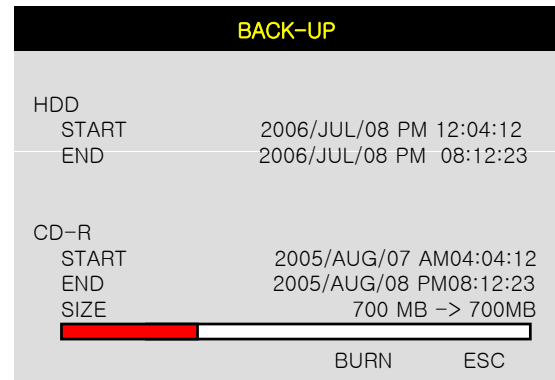 BACK-UP
HDD
START 2006/JUL/08 PM 12:04:12
END 2006/JUL/08 PM 08:12:23
CD-R
START 2005/AUG/07 AM04:04:12
END 2005/AUG/08 PM08:12:23
SIZE 700 MB -> 700MB
BURN ESC